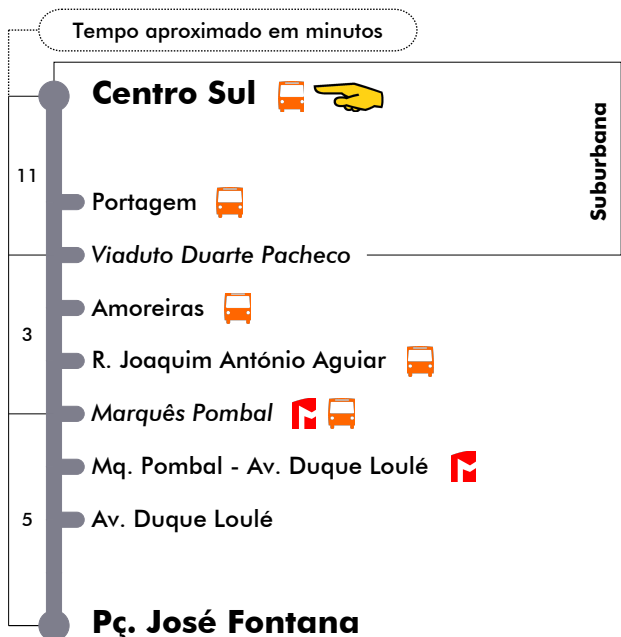 Tempo aproximado em minutos
Centro Sul
Suburbana
11
Portagem
Viaduto Duarte Pacheco
Amoreiras
3
R. Joaquim António Aguiar
Marquês Pombal
Mq. Pombal - Av. Duque Loulé
5
Av. Duque Loulé
Pç. José Fontana